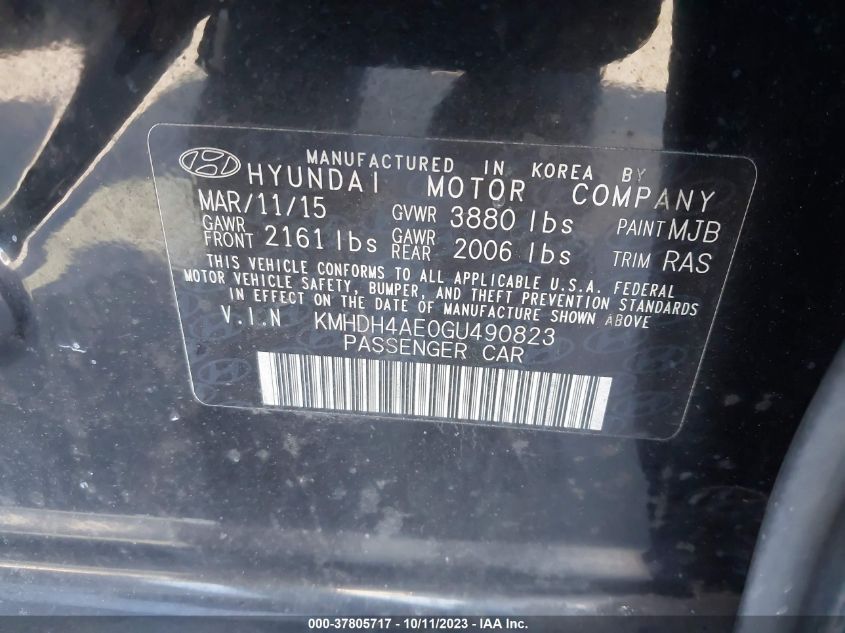 MANUFACTURED IN KOREA BY
HYUNDAI MOTOR COMPANY
MAR/11/15 GVWR 3880 lbs PAINT MJB
GAWR FRONT 2161 lbs GAWR REAR 2006 lbs TRIM RAS
THIS VEHICLE CONFORMS TO ALL APPLICABLE U.S.A. FEDERAL
MOTOR VEHICLE SAFETY, BUMPER, AND THEFT PREVENTION STANDARDS
IN EFFECT ON THE DATE OF MANUFACTURE SHOWN ABOVE
V.I.N KMHDH4AE0GU490823
PASSENGER CAR
000-37805717 - 10/11/2023 - IAA Inc.